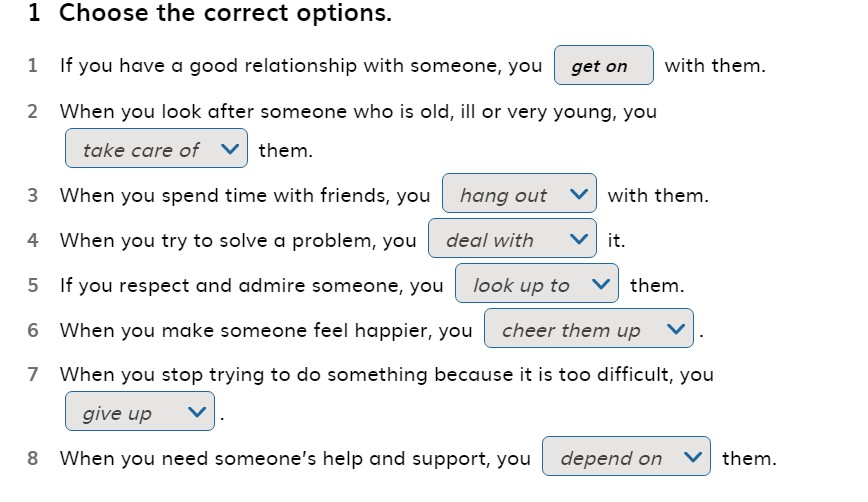 1 Choose the correct options.
1 If you have a good relationship with someone, you get on with them.
2 When you look after someone who is old, ill or very young, you
take care of them.
3 When you spend time with friends, you hang out with them.
4 When you try to solve a problem, you deal with it.
5 If you respect and admire someone, you look up to them.
6 When you make someone feel happier, you cheer them up .
7 When you stop trying to do something because it is too difficult, you
give up .
8 When you need someone's help and support, you depend on them.